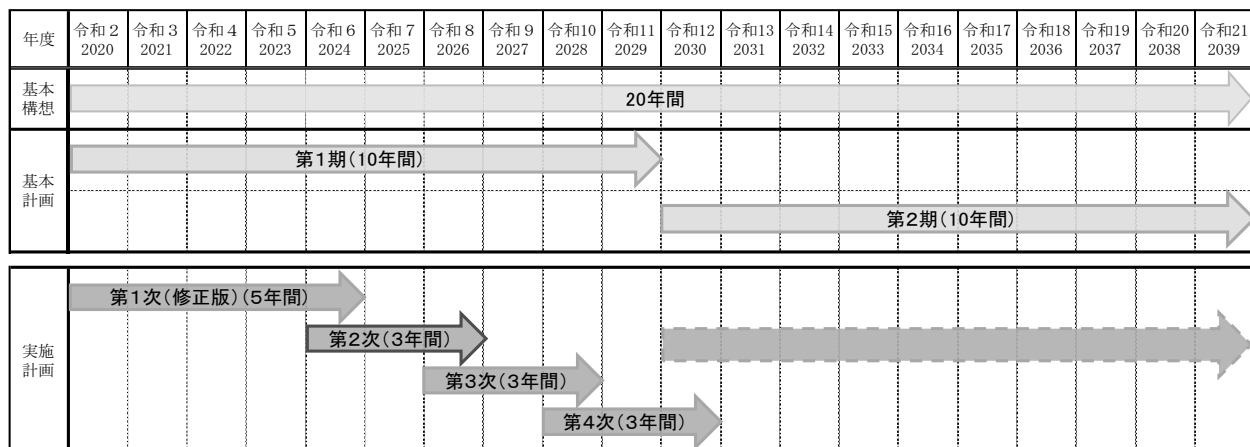 年度 令和２ 令和３ 令和４ 令和５ 令和６ 令和７ 令和８ 令和９ 令和10 令和11 令和12 令和13 令和14 令和15 令和16 令和17 令和18 令和19 令和20 令和21
2020 2021 2022 2023 2024 2025 2026 2027 2028 2029 2030 2031 2032 2033 2034 2035 2036 2037 2038 2039
基本
構想
20年間
基本
計画
第１期（10年間）
第２期（10年間）
実施
計画
第１次（修正版）（５年間）
第２次（３年間）
第３次（３年間）
第４次（３年間）